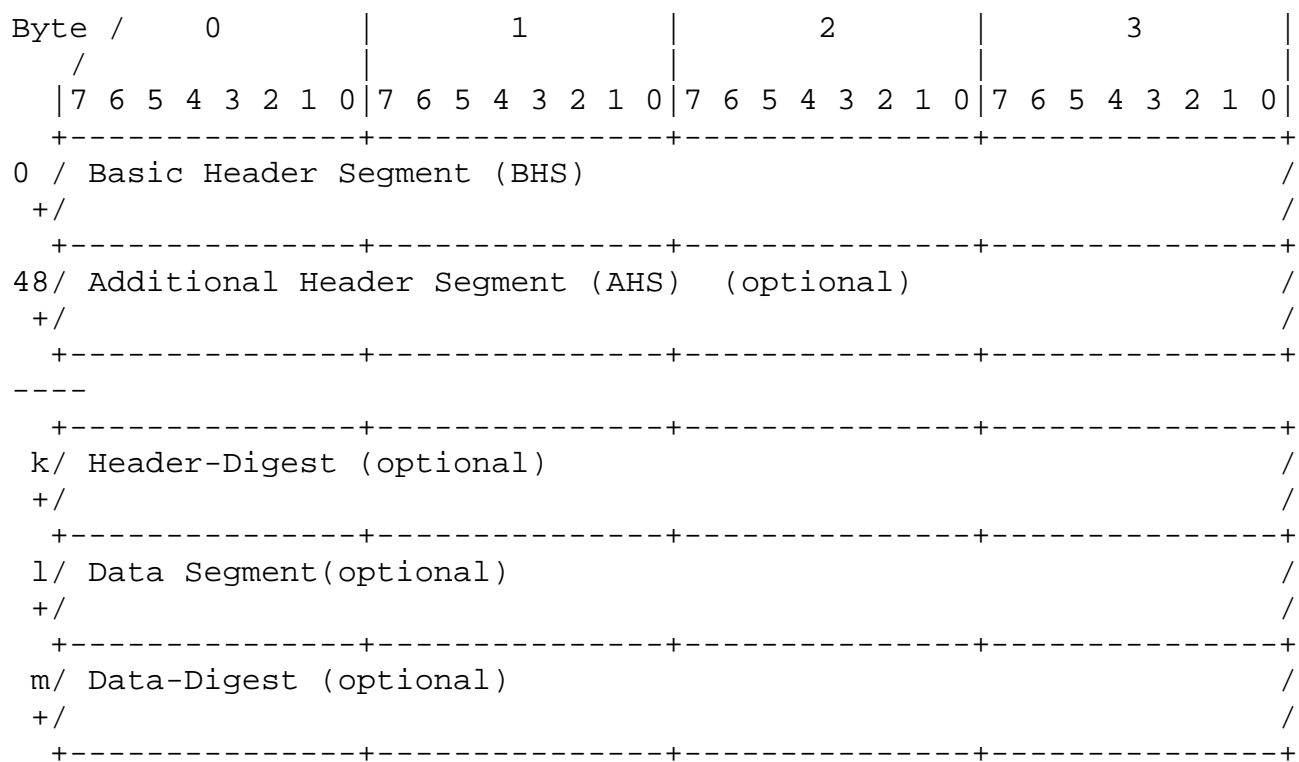 Byte /    0       |       1       |       2       |       3       |
   /              |               |               |               |
  |7 6 5 4 3 2 1 0|7 6 5 4 3 2 1 0|7 6 5 4 3 2 1 0|7 6 5 4 3 2 1 0|
  +---------------+---------------+---------------+---------------+
0 / Basic Header Segment (BHS)                                    /
 +/                                                               /
  +---------------+---------------+---------------+---------------+
48/ Additional Header Segment (AHS)  (optional)                   /
 +/                                                               /
  +---------------+---------------+---------------+---------------+
----
  +---------------+---------------+---------------+---------------+
 k/ Header-Digest (optional)                                      /
 +/                                                               /
  +---------------+---------------+---------------+---------------+
 l/ Data Segment(optional)                                        /
 +/                                                               /
  +---------------+---------------+---------------+---------------+
 m/ Data-Digest (optional)                                        /
 +/                                                               /
  +---------------+---------------+---------------+---------------+